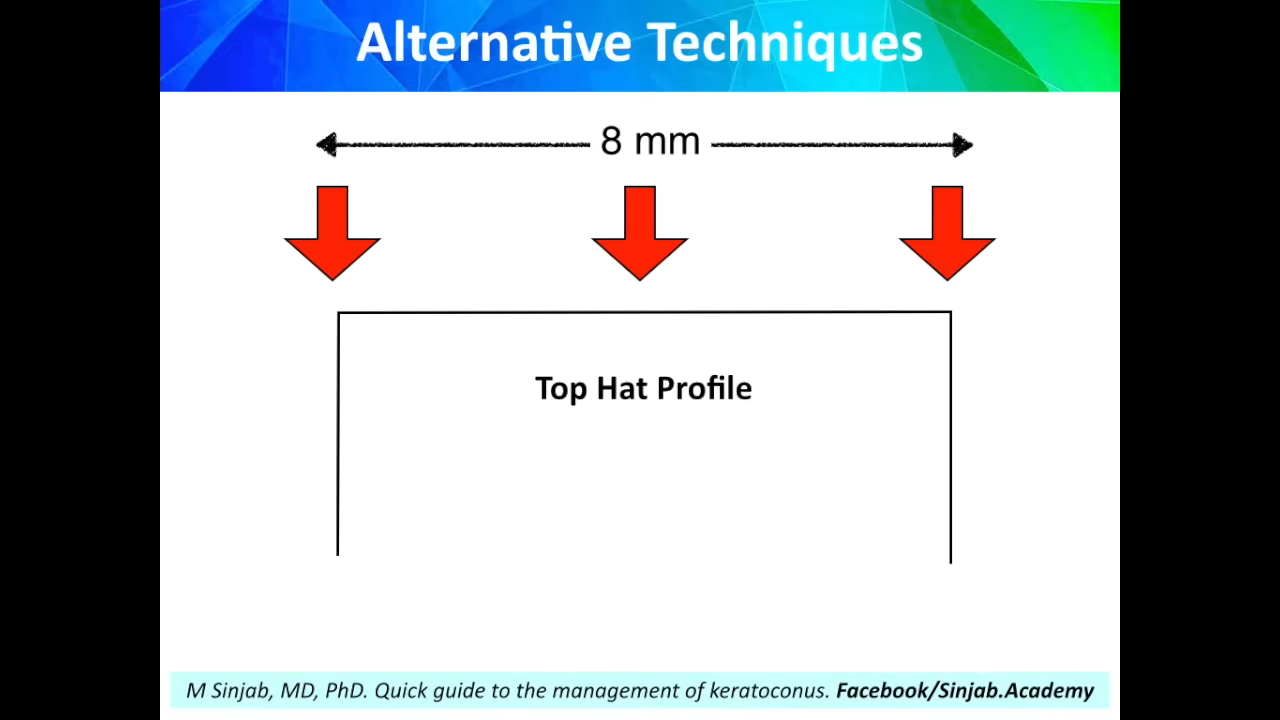 Alternative Techniques
8 mm
Top Hat Profile
M Sinjab, MD, PhD. Quick guide to the management of keratoconus. Facebook/Sinjab.Academy